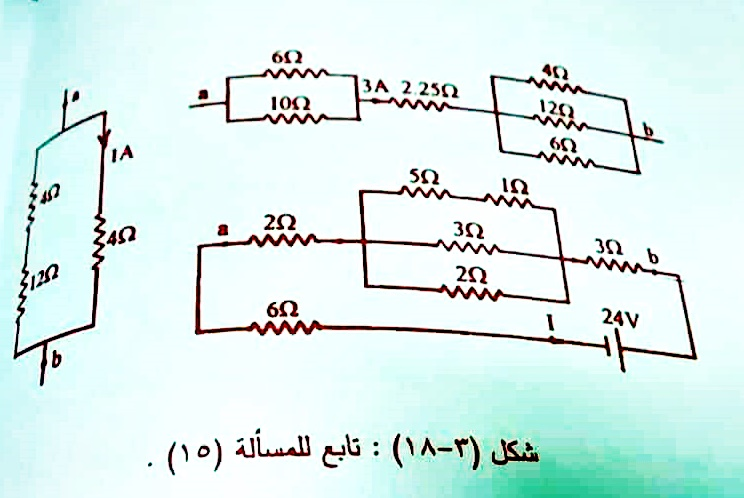 6Ω
10Ω
a
3A 2.25Ω
4Ω
12Ω
6Ω
b
a
1A
4Ω
4Ω
12Ω
b
a
2Ω
5Ω
1Ω
3Ω
2Ω
3Ω
b
6Ω
I
24V
شكل (٣-١٨) : تابع للمسألة (١٥) .